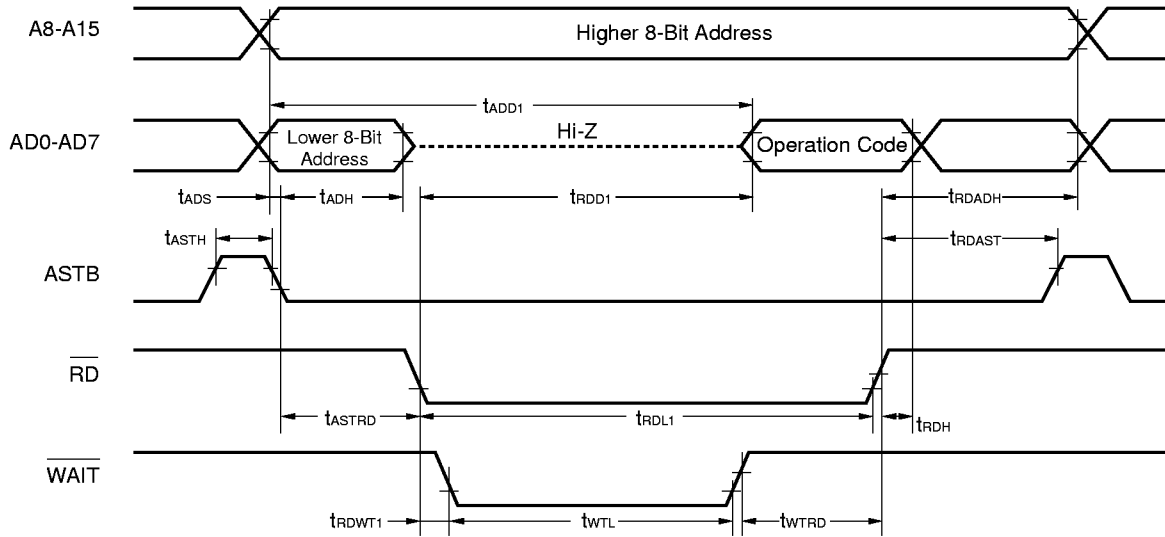 A8-A15
Higher 8-Bit Address
tADD1
AD0-AD7
Lower 8-Bit
Address
Hi-Z
Operation Code
tADS
tADH
tRDD1
tRDADH
tASTH
tRDAST
ASTB
RD
tASTRD
tRDL1
tRDH
WAIT
tRDWT1
tWTL
tWTRD